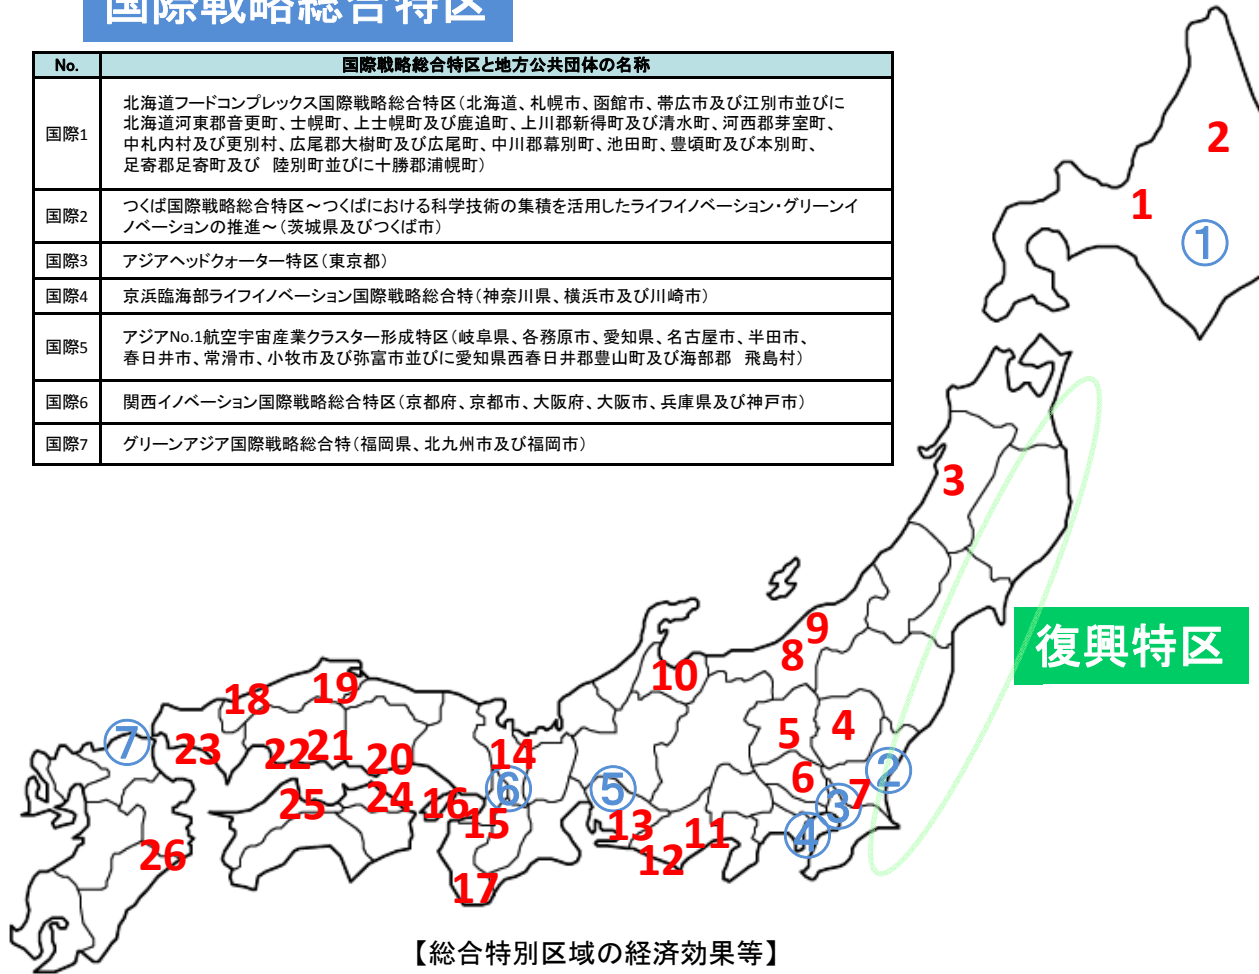 国際戦略総合特区
No.
国際戦略総合特区と地方公共団体の名称
国際1
北海道フードコンプレックス国際戦略総合特区(北海道、札幌市、函館市、帯広市及び江別市並びに
北海道河東郡音更町、士幌町、上士幌町及び鹿追町、上川郡新得町及び清水町、河西郡芽室町、
中札内村及び更別村、広尾郡大樹町及び広尾町、中川郡幕別町、池田町、豊頃町及び本別町、
足寄郡足寄町及び 陸別町並びに十勝郡浦幌町)
国際2
つくば国際戦略総合特区～つくばにおける科学技術の集積を活用したライフイノベーション・グリーンイ
ノベーションの推進～(茨城県及びつくば市)
国際3
アジアヘッドクォーター特区(東京都)
国際4
京浜臨海部ライフイノベーション国際戦略総合特(神奈川県、横浜市及び川崎市)
国際5
アジアNo.1航空宇宙産業クラスター形成特区(岐阜県、各務原市、愛知県、名古屋市、半田市、
春日井市、常滑市、小牧市及び弥富市並びに愛知県西春日井郡豊山町及び海部郡 飛島村)
国際6
関西イノベーション国際戦略総合特区(京都府、京都市、大阪府、大阪市、兵庫県及び神戸市)
国際7
グリーンアジア国際戦略総合特(福岡県、北九州市及び福岡市)
2
1
①
3
復興特区
9
8
10
19
18
4
5
⑦
23
22
21
20
14
②
6
⑤
⑥
7
③
25
24
16
15
13
11
④
12
26
17
【総合特別区域の経済効果等】